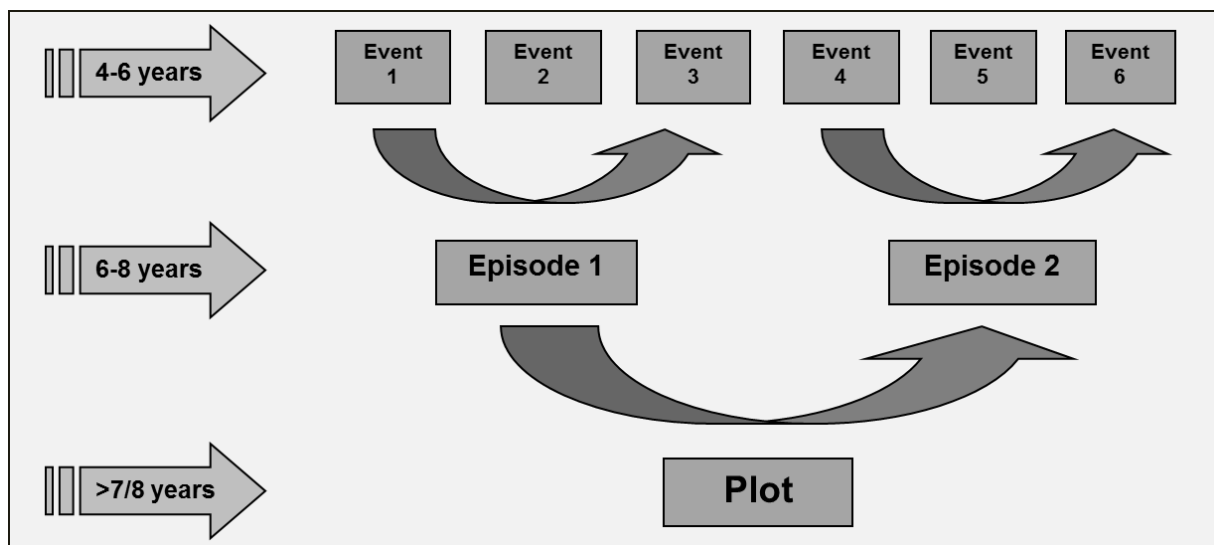 4-6 years
Event
1
Event
2
Event
3
Event
4
Event
5
Event
6
6-8 years
Episode 1
Episode 2
>7/8 years
Plot